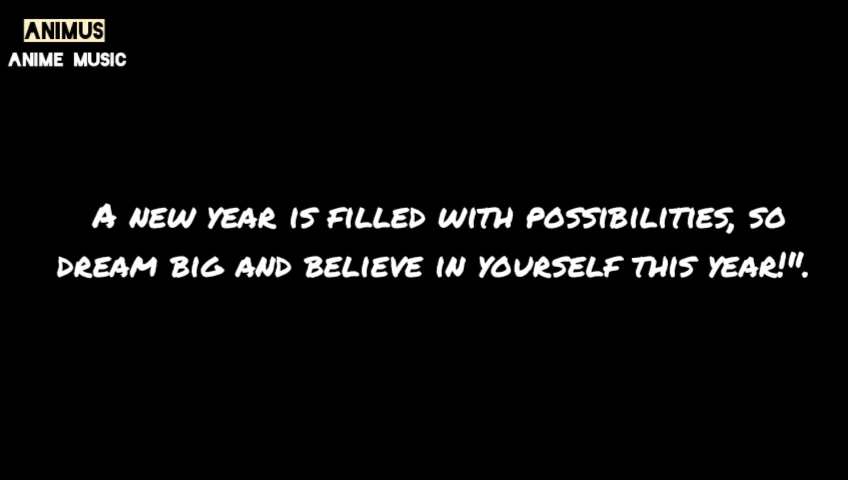 ANIMUS
ANIME MUSIC
A NEW YEAR IS FILLED WITH POSSIBILITIES, SO
DREAM BIG AND BELIEVE IN YOURSELF THIS YEAR!".